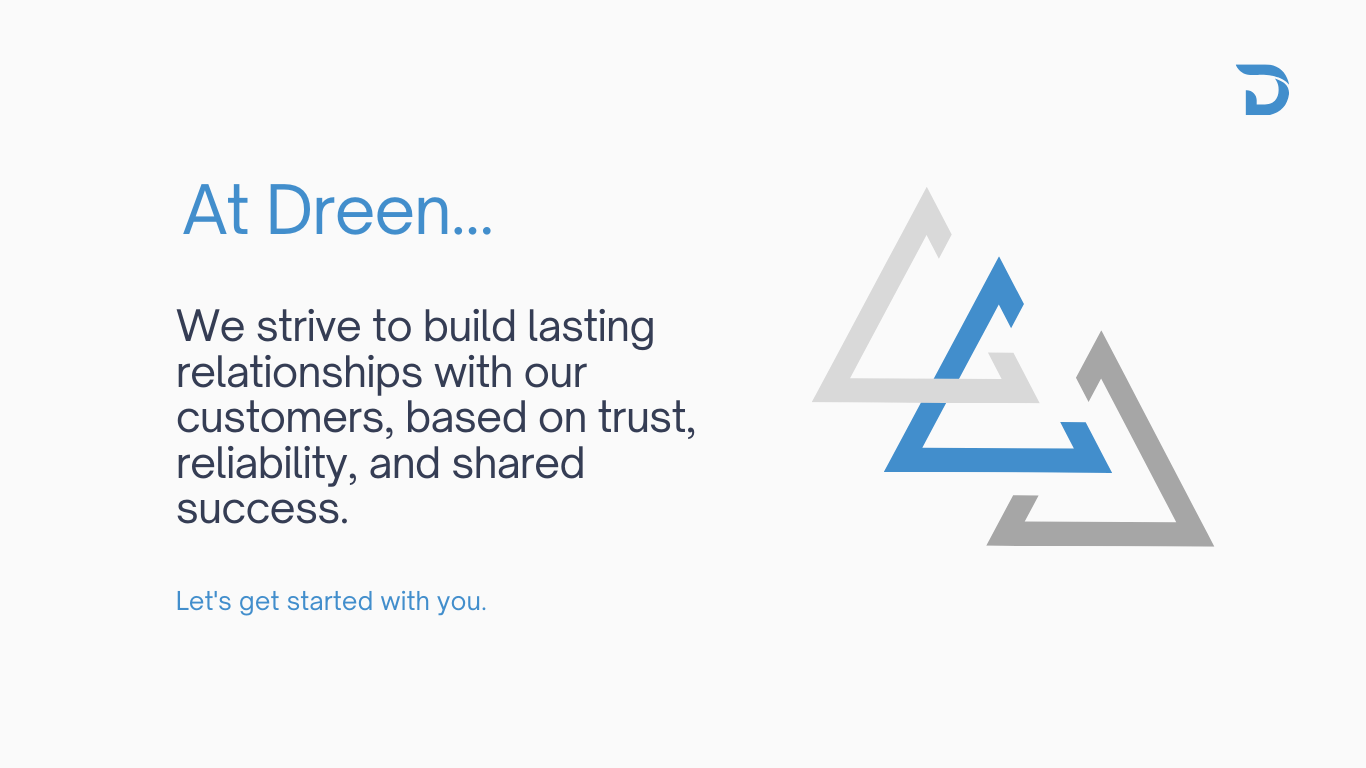 At Dreen...
We strive to build lasting
relationships with our
customers, based on trust,
reliability, and shared
success.
Let's get started with you.